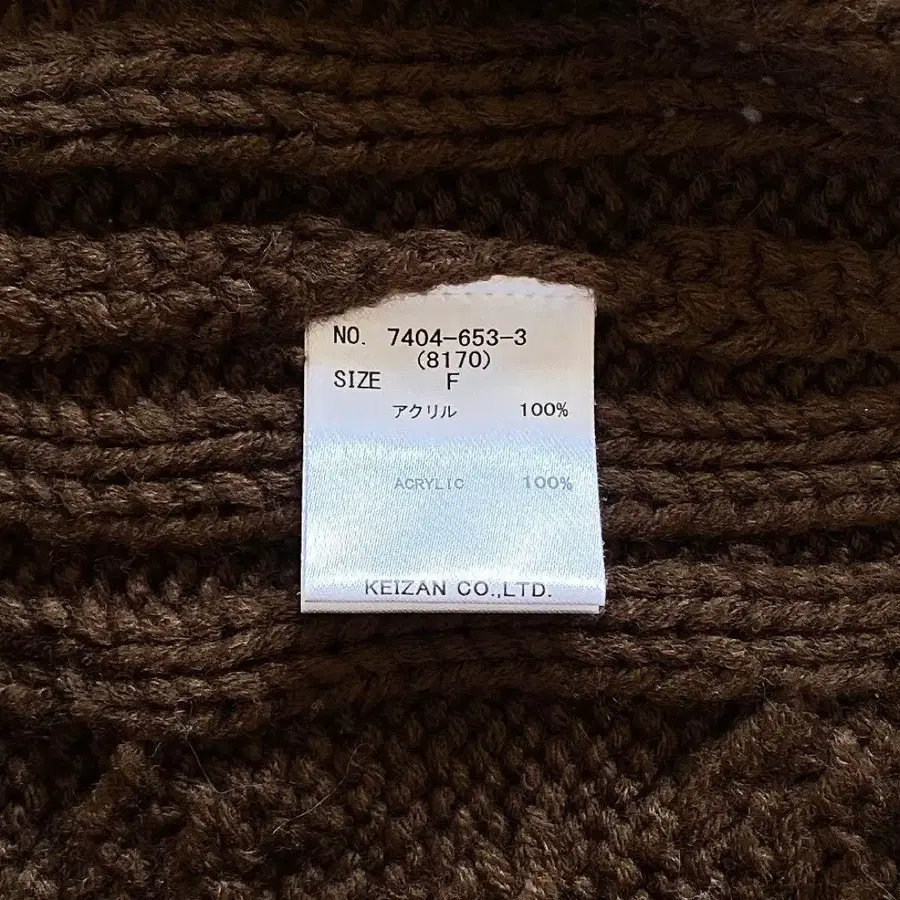 NO. 7404-653-3
(8170)
SIZE F
アクリル 100%
ACRYLIC 100%
KEIZAN CO.,LTD.